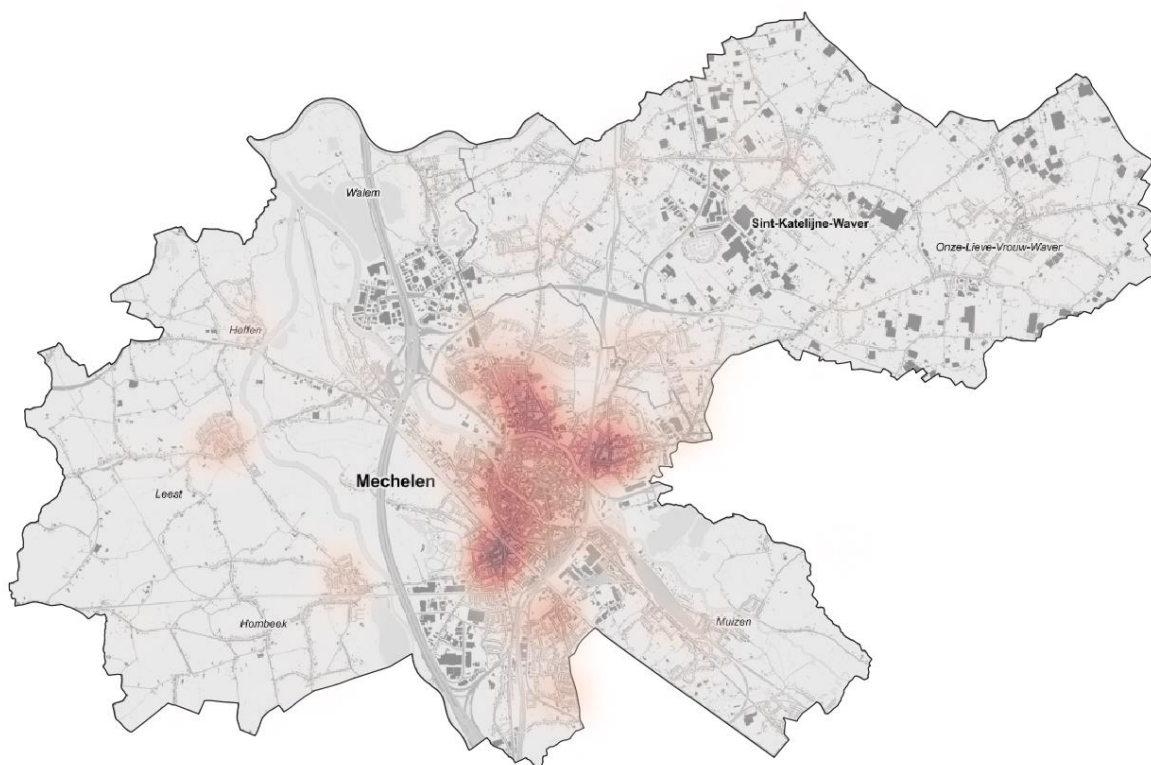 Walem
Sint-Katelijne-Waver
Onze-Lieve-Vrouw-Waver
Heffen
Mechelen
Leest
Hombeek
Muizen